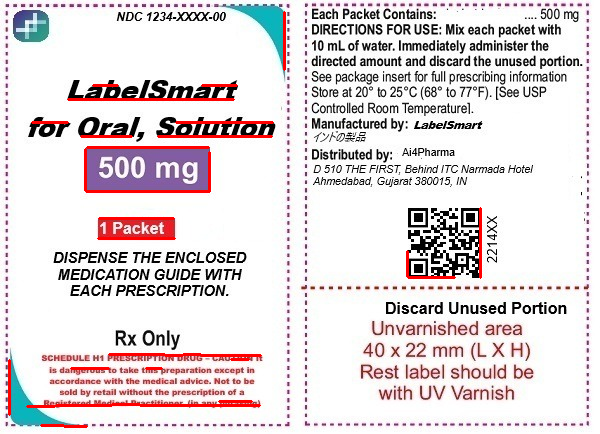 NDC 1234-XXXX-00
LabelSmart
for Oral, Solution
500 mg
1 Packet
DISPENSE THE ENCLOSED
MEDICATION GUIDE WITH
EACH PRESCRIPTION.
Rx Only
SCHEDULE H1 PRESCRIPTION DRUG – CAUTION It
is dangerous to take this preparation except in
accordance with the medical advice. Not to be
sold by retail without the prescription of a
Registered Medical Practitioner. (in any
Each Packet Contains: .... 500 mg
DIRECTIONS FOR USE: Mix each packet with
10 mL of water. Immediately administer the
directed amount and discard the unused portion.
See package insert for full prescribing information
Store at 20° to 25°C (68° to 77°F). [See USP
Controlled Room Temperature].
Manufactured by: LabelSmart
インドの製品
Distributed by: Ai4Pharma
D 510 THE FIRST, Behind ITC Narmada Hotel
Ahmedabad, Gujarat 380015, IN
2214XX
Discard Unused Portion
Unvarnished area
40 x 22 mm (L X H)
Rest label should be
with UV Varnish